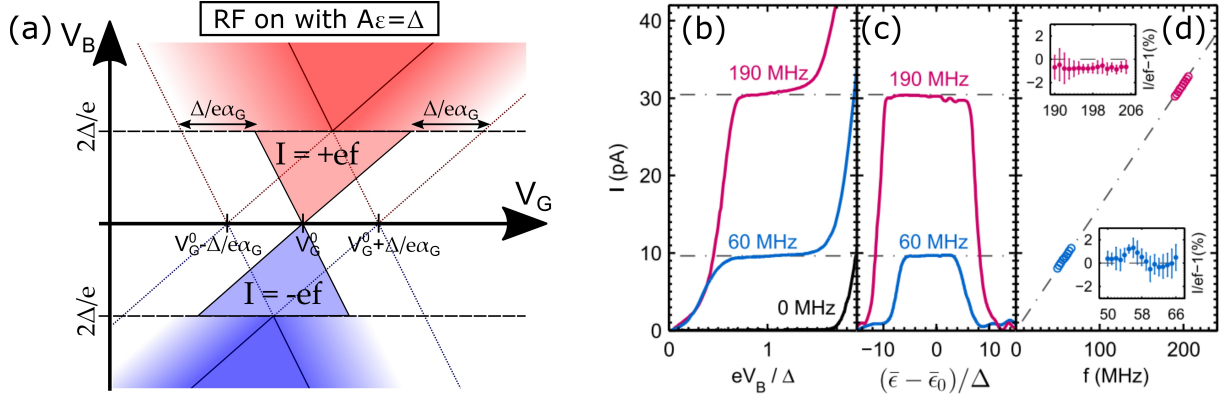 (a)
RF on with Aε=Δ
V_B
Δ/eα_G
Δ/eα_G
2Δ/e
I = +ef
V_G
V_G^0-Δ/eα_G
V_G^0
V_G^0+Δ/eα_G
I = -ef
2Δ/e
(b)
190 MHz
60 MHz
0 MHz
I (pA)
40
30
20
10
0
0
1
eV_B / Δ
(c)
190 MHz
60 MHz
−10
0
10
(ε̄ − ε̄_0)/Δ
(d)
2
0
−2
190
198
206
I/ef−1(%)
2
0
−2
50
58
66
I/ef−1(%)
0
100
200
f (MHz)